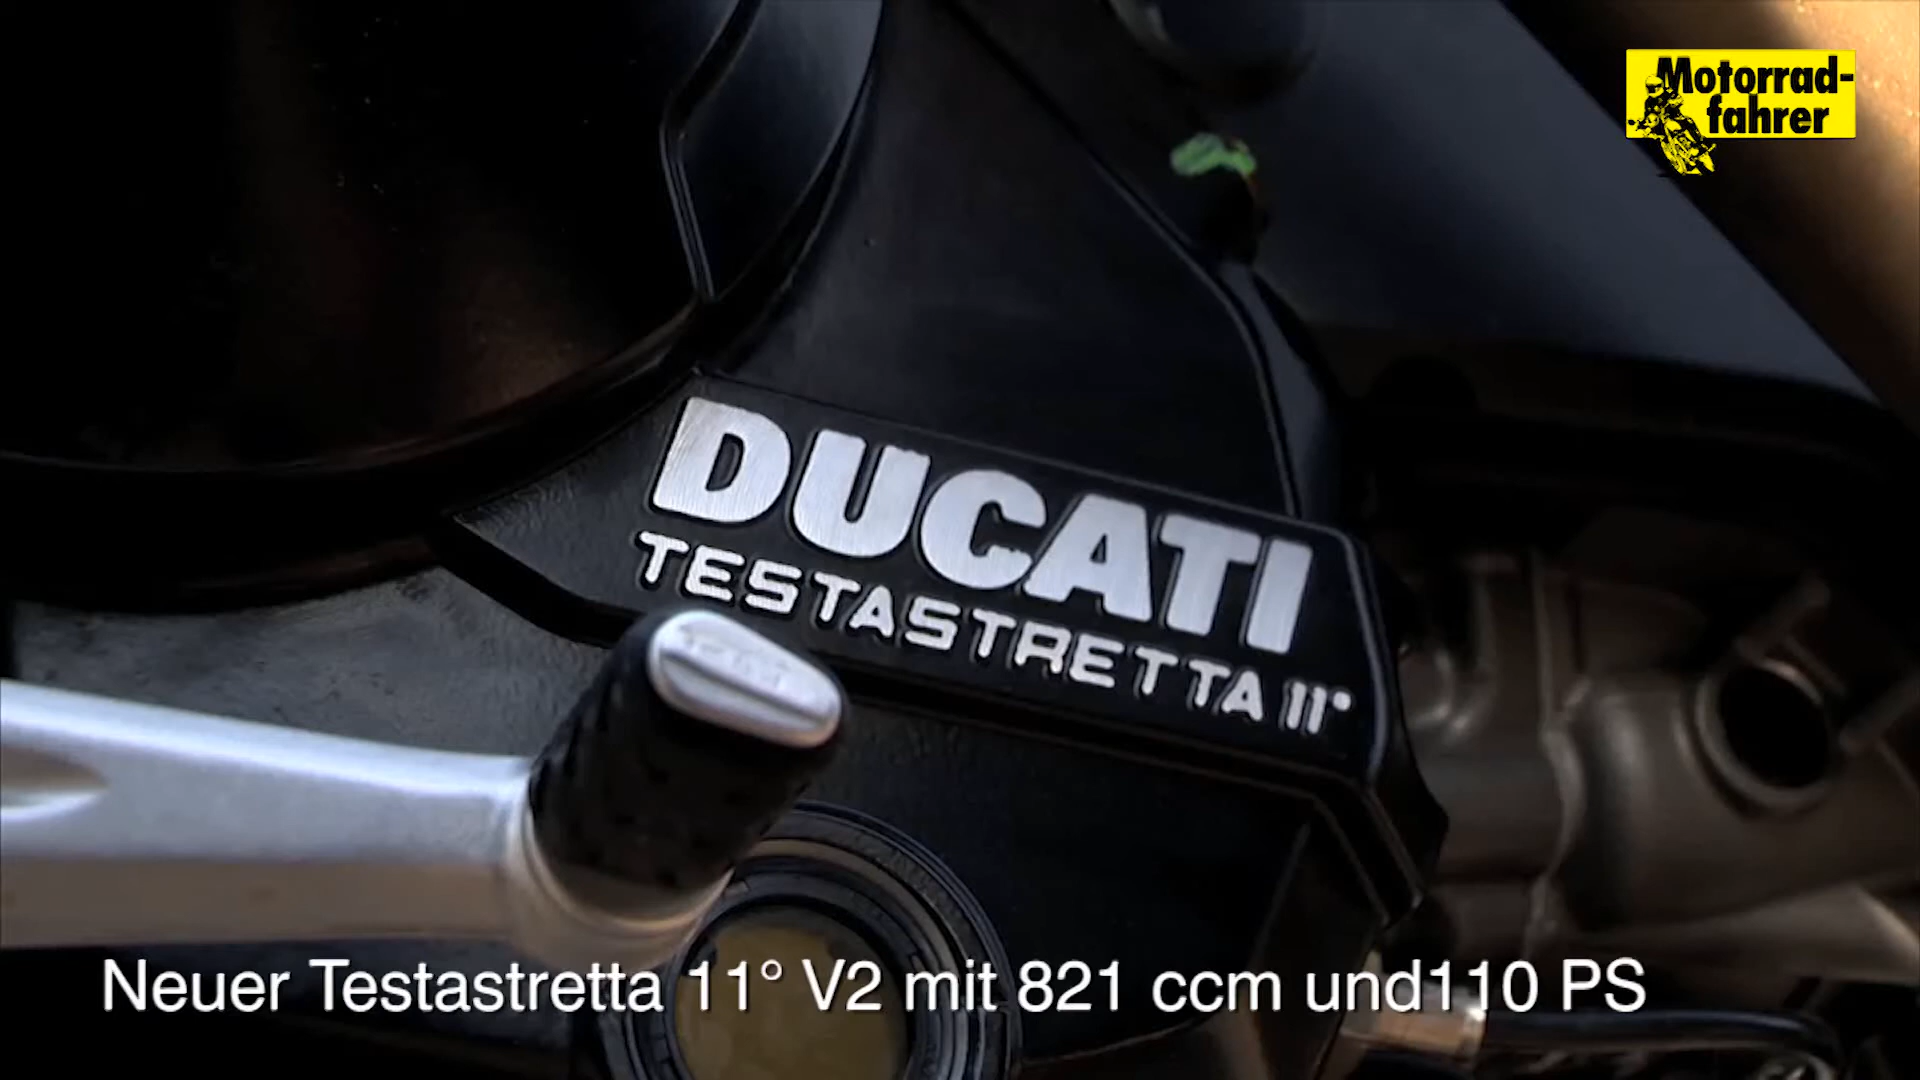 Motorrad-
fahrer
DUCATI
TESTASTRETTA 11°
Neuer Testastretta 11° V2 mit 821 ccm und110 PS